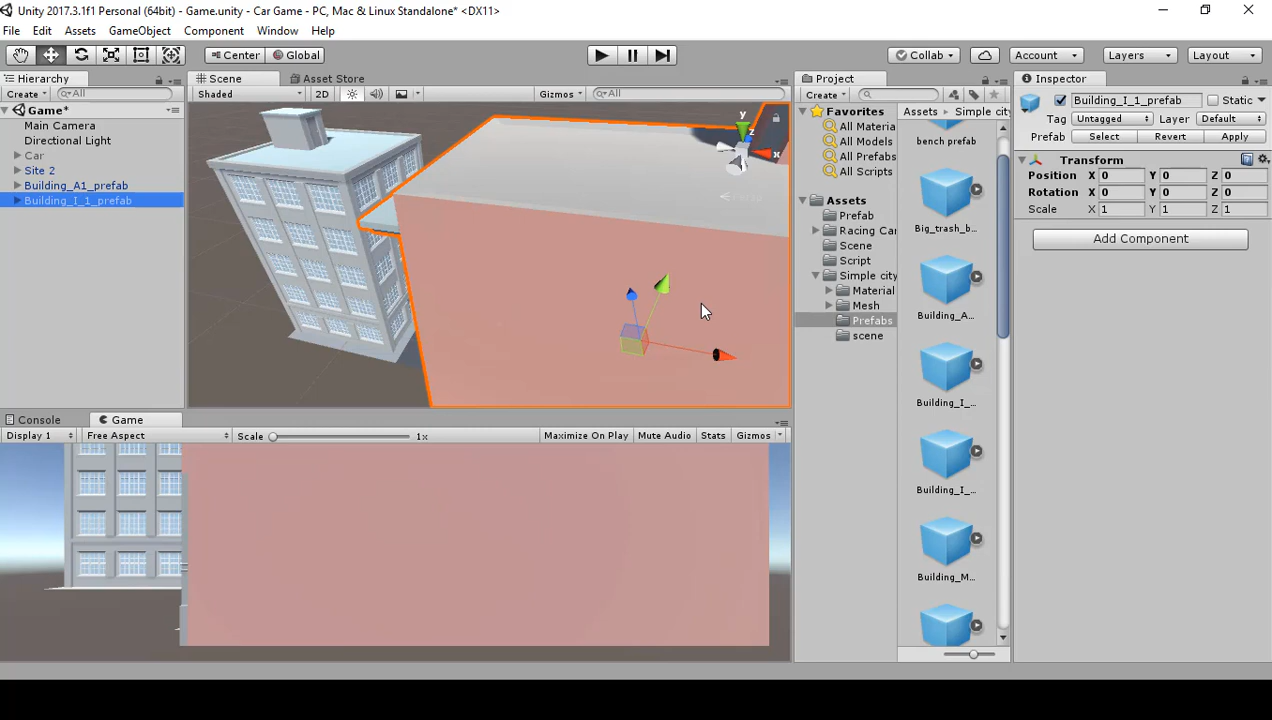 Unity 2017.3.1f1 Personal (64bit) - Game.unity - Car Game - PC, Mac & Linux Standalone* <DX11>
File Edit Assets GameObject Component Window Help
Center Global Collab Account Layers Layout
Hierarchy Scene Asset Store Project Inspector
Create All Shaded 2D Gizmos All Create
Game*
Main Camera
Directional Light
Car
Site 2
Building_A1_prefab
Building_I_1_prefab
y
z
x
Persp
Favorites
All Materia
All Models
All Prefabs
All Scripts
Assets
Prefab
Racing Car
Scene
Script
Simple city
Material
Mesh
Prefabs
scene
Assets Simple city
bench prefab
Big_trash_b...
Building_A...
Building_I_...
Building_I_...
Building_M...
Building_I_1_prefab Static
Tag Untagged Layer Default
Prefab Select Revert Apply
Transform
Position X 0 Y 0 Z 0
Rotation X 0 Y 0 Z 0
Scale X 1 Y 1 Z 1
Add Component
Console Game
Display 1 Free Aspect Scale 1x Maximize On Play Mute Audio Stats Gizmos